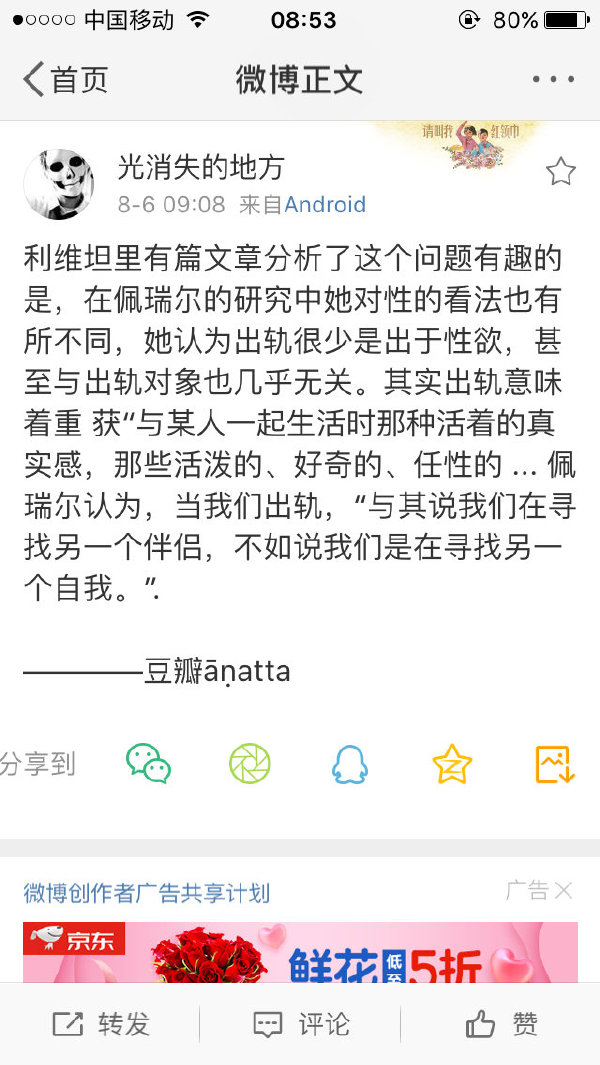 中国移动 08:53 80%
首页 微博正文
请叫我 红领巾
光消失的地方
8-6 09:08 来自Android
利维坦里有篇文章分析了这个问题有趣的
是，在佩瑞尔的研究中她对性的看法也有
所不同，她认为出轨很少是出于性欲，甚
至与出轨对象也几乎无关。其实出轨意味
着重 获“与某人一起生活时那种活着的真
实感，那些活泼的、好奇的、任性的 ... 佩
瑞尔认为，当我们出轨，“与其说我们在寻
找另一个伴侣，不如说我们是在寻找另一
个自我。”.
————豆瓣āṇatta
分享到
微博创作者广告共享计划 广告
京东
鲜花低至5折
转发 评论 赞